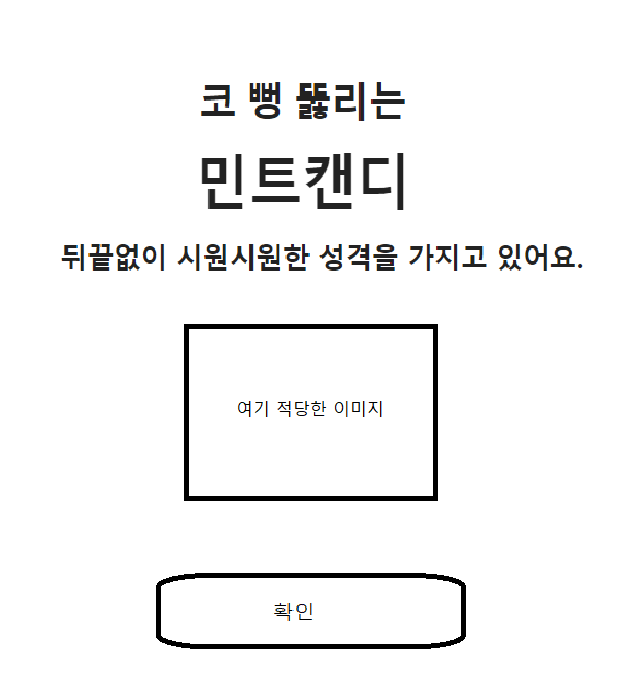 코 뻥 뚫리는
민트캔디
뒤끝없이 시원시원한 성격을 가지고 있어요.
여기 적당한 이미지
확인